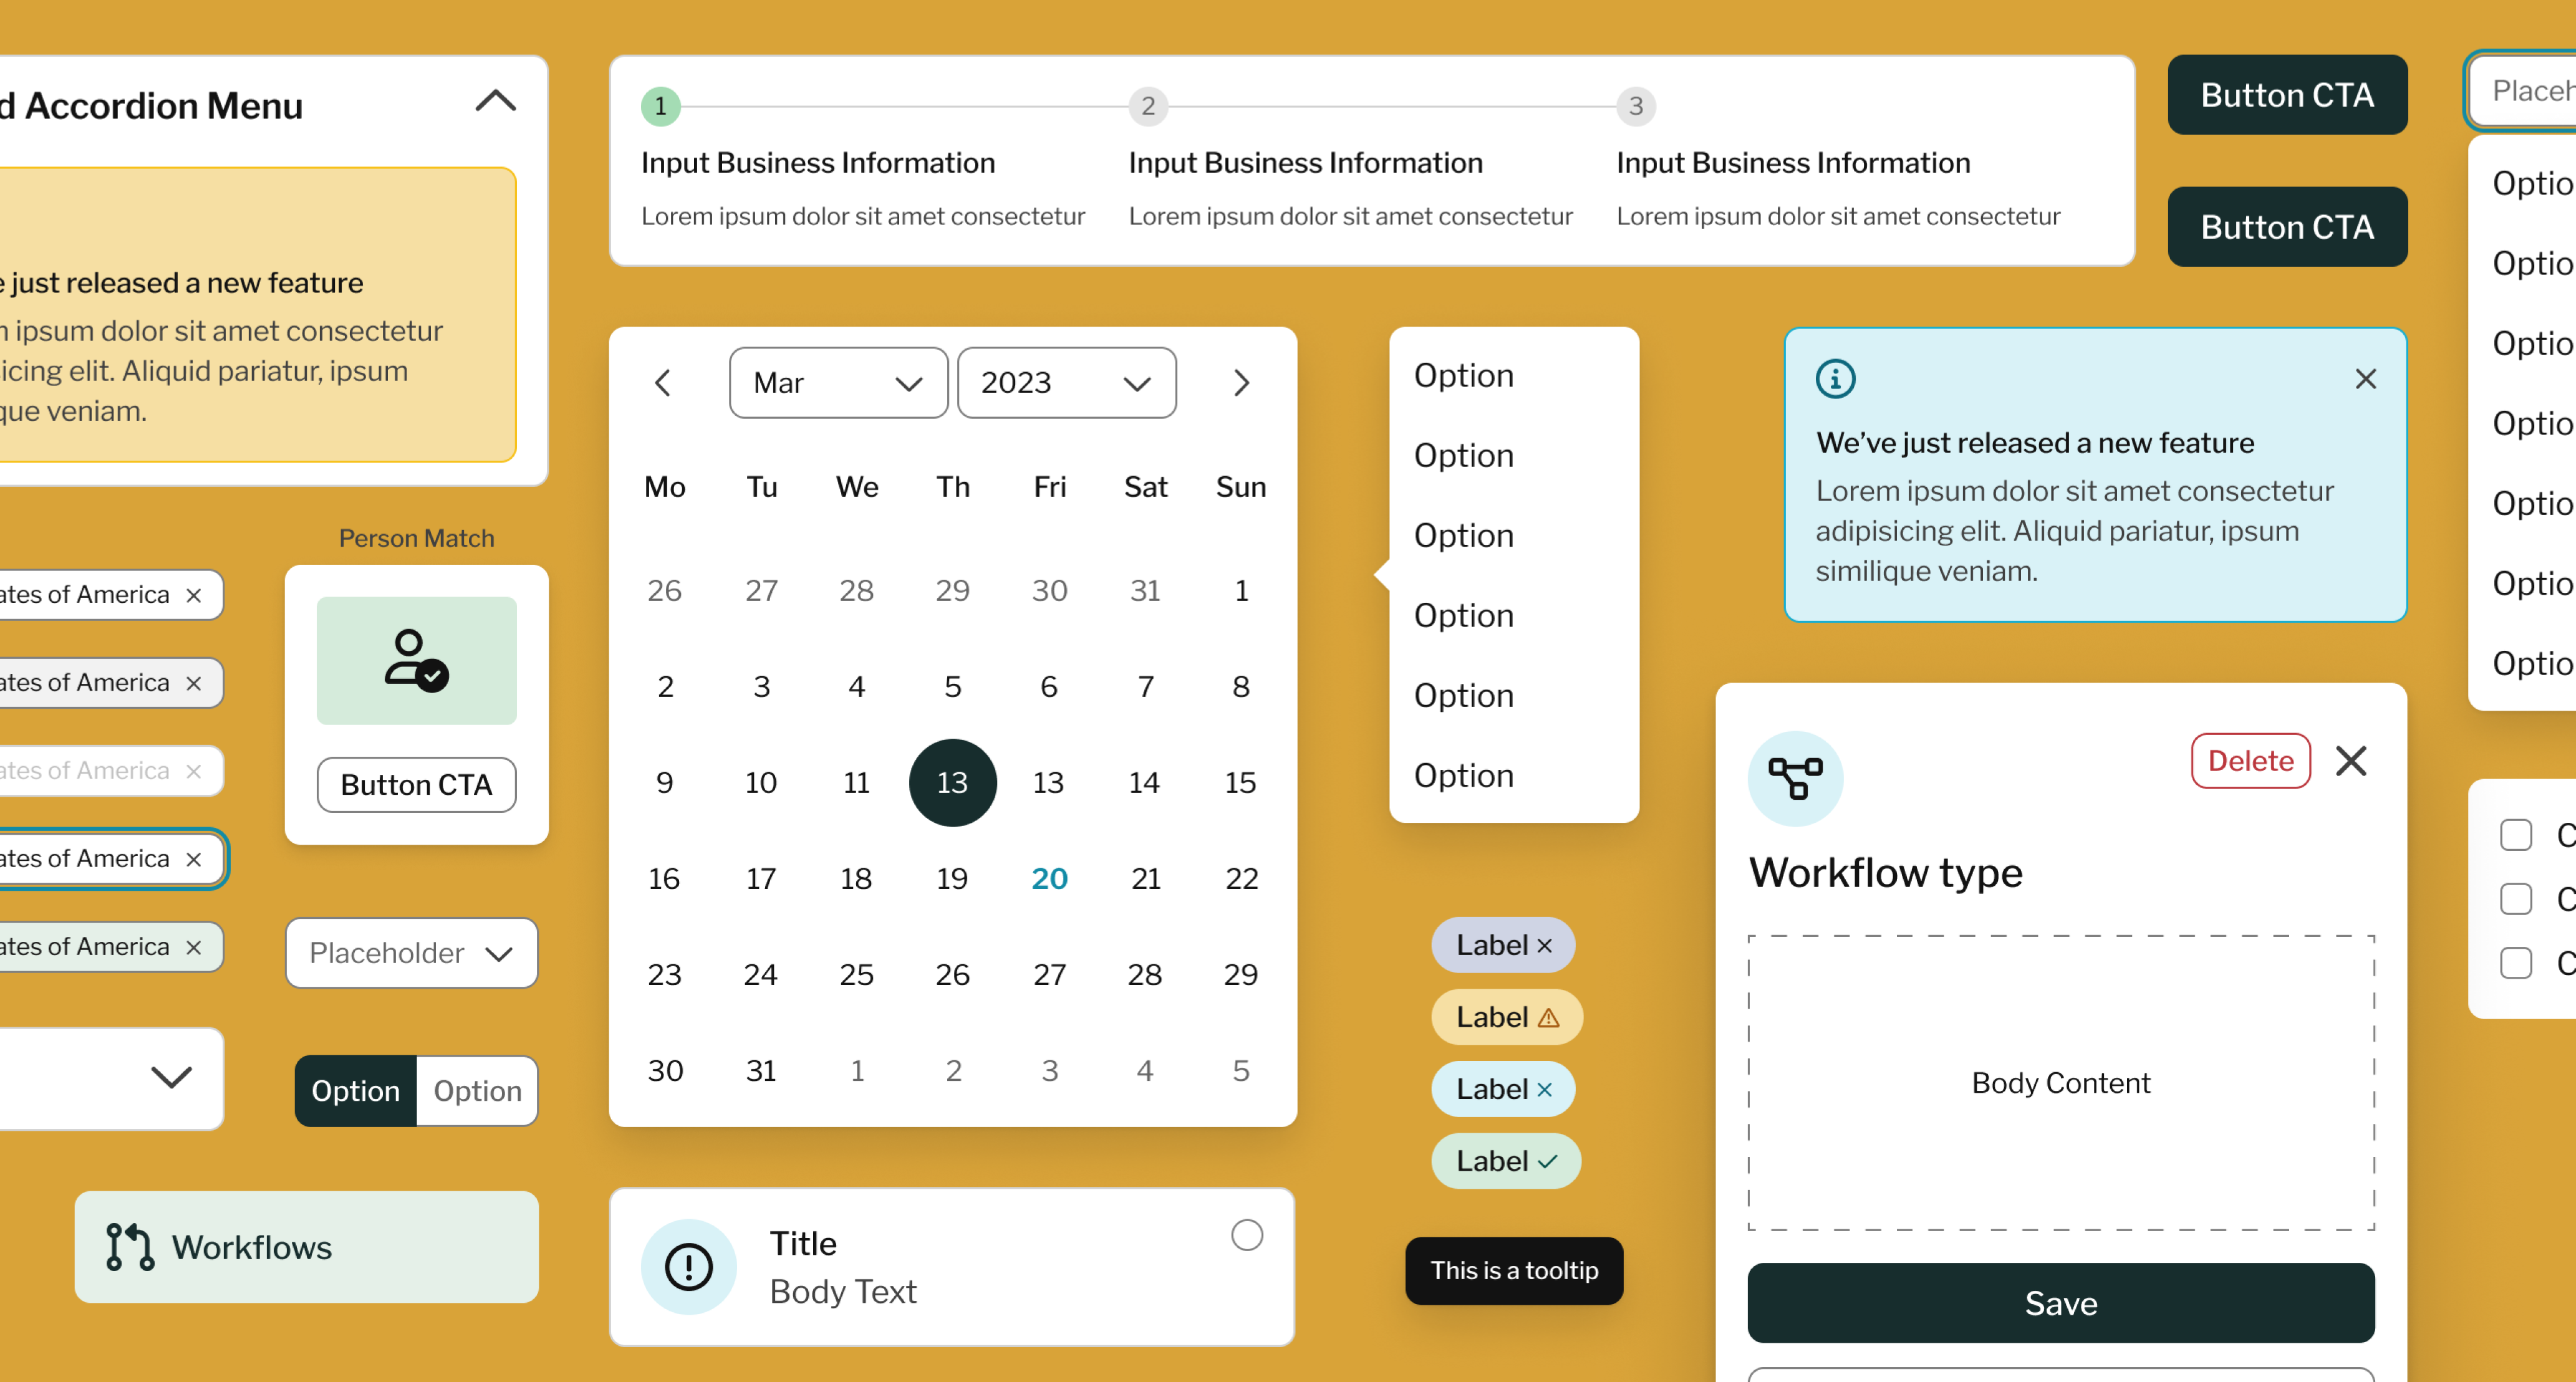 d Accordion Menu
just released a new feature
ipsum dolor sit amet consectetur
icing elit. Aliquid pariatur, ipsum
que veniam.
Person Match
ates of America
ates of America
ates of America
ates of America
ates of America
Button CTA
Placeholder
Option Option
Workflows
1 2 3
Input Business Information Input Business Information Input Business Information
Lorem ipsum dolor sit amet consectetur Lorem ipsum dolor sit amet consectetur Lorem ipsum dolor sit amet consectetur
Button CTA
Button CTA
Mar 2023
Mo Tu We Th Fri Sat Sun
26 27 28 29 30 31 1
2 3 4 5 6 7 8
9 10 11 13 13 14 15
16 17 18 19 20 21 22
23 24 25 26 27 28 29
30 31 1 2 3 4 5
Title
Body Text
Option
Option
Option
Option
Option
Option
Label
Label
Label
Label
This is a tooltip
We’ve just released a new feature
Lorem ipsum dolor sit amet consectetur
adipisicing elit. Aliquid pariatur, ipsum
similique veniam.
Delete
Workflow type
Body Content
Save
Placeh
Optio
Optio
Optio
Optio
Optio
Optio
Optio
C
C
C